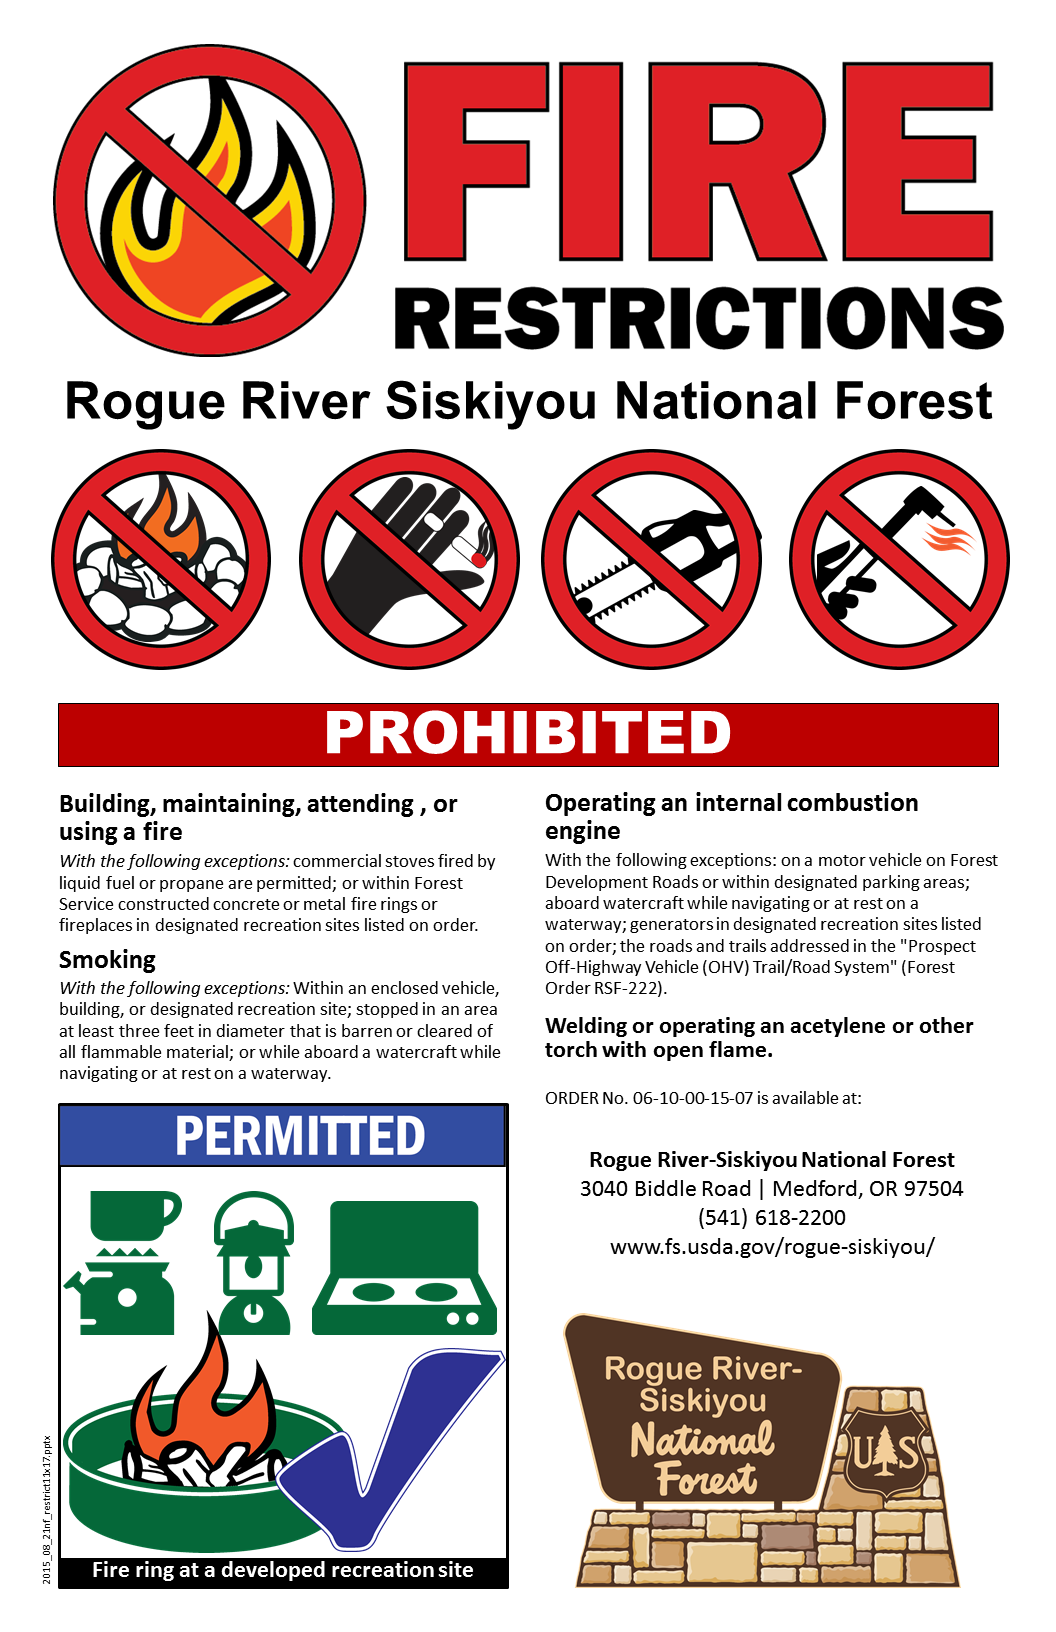 FIRE
RESTRICTIONS
Rogue River Siskiyou National Forest
PROHIBITED
Building, maintaining, attending , or
using a fire
With the following exceptions: commercial stoves fired by
liquid fuel or propane are permitted; or within Forest
Service constructed concrete or metal fire rings or
fireplaces in designated recreation sites listed on order.
Smoking
With the following exceptions: Within an enclosed vehicle,
building, or designated recreation site; stopped in an area
at least three feet in diameter that is barren or cleared of
all flammable material; or while aboard a watercraft while
navigating or at rest on a waterway.
Operating an internal combustion
engine
With the following exceptions: on a motor vehicle on Forest
Development Roads or within designated parking areas;
aboard watercraft while navigating or at rest on a
waterway; generators in designated recreation sites listed
on order; the roads and trails addressed in the "Prospect
Off-Highway Vehicle (OHV) Trail/Road System" (Forest
Order RSF-222).
Welding or operating an acetylene or other
torch with open flame.
ORDER No. 06-10-00-15-07 is available at:
Rogue River-Siskiyou National Forest
3040 Biddle Road | Medford, OR 97504
(541) 618-2200
www.fs.usda.gov/rogue-siskiyou/
PERMITTED
Fire ring at a developed recreation site
2015_08_21nf_restrict11x17.pptx
Rogue River-
Siskiyou
National
Forest
US